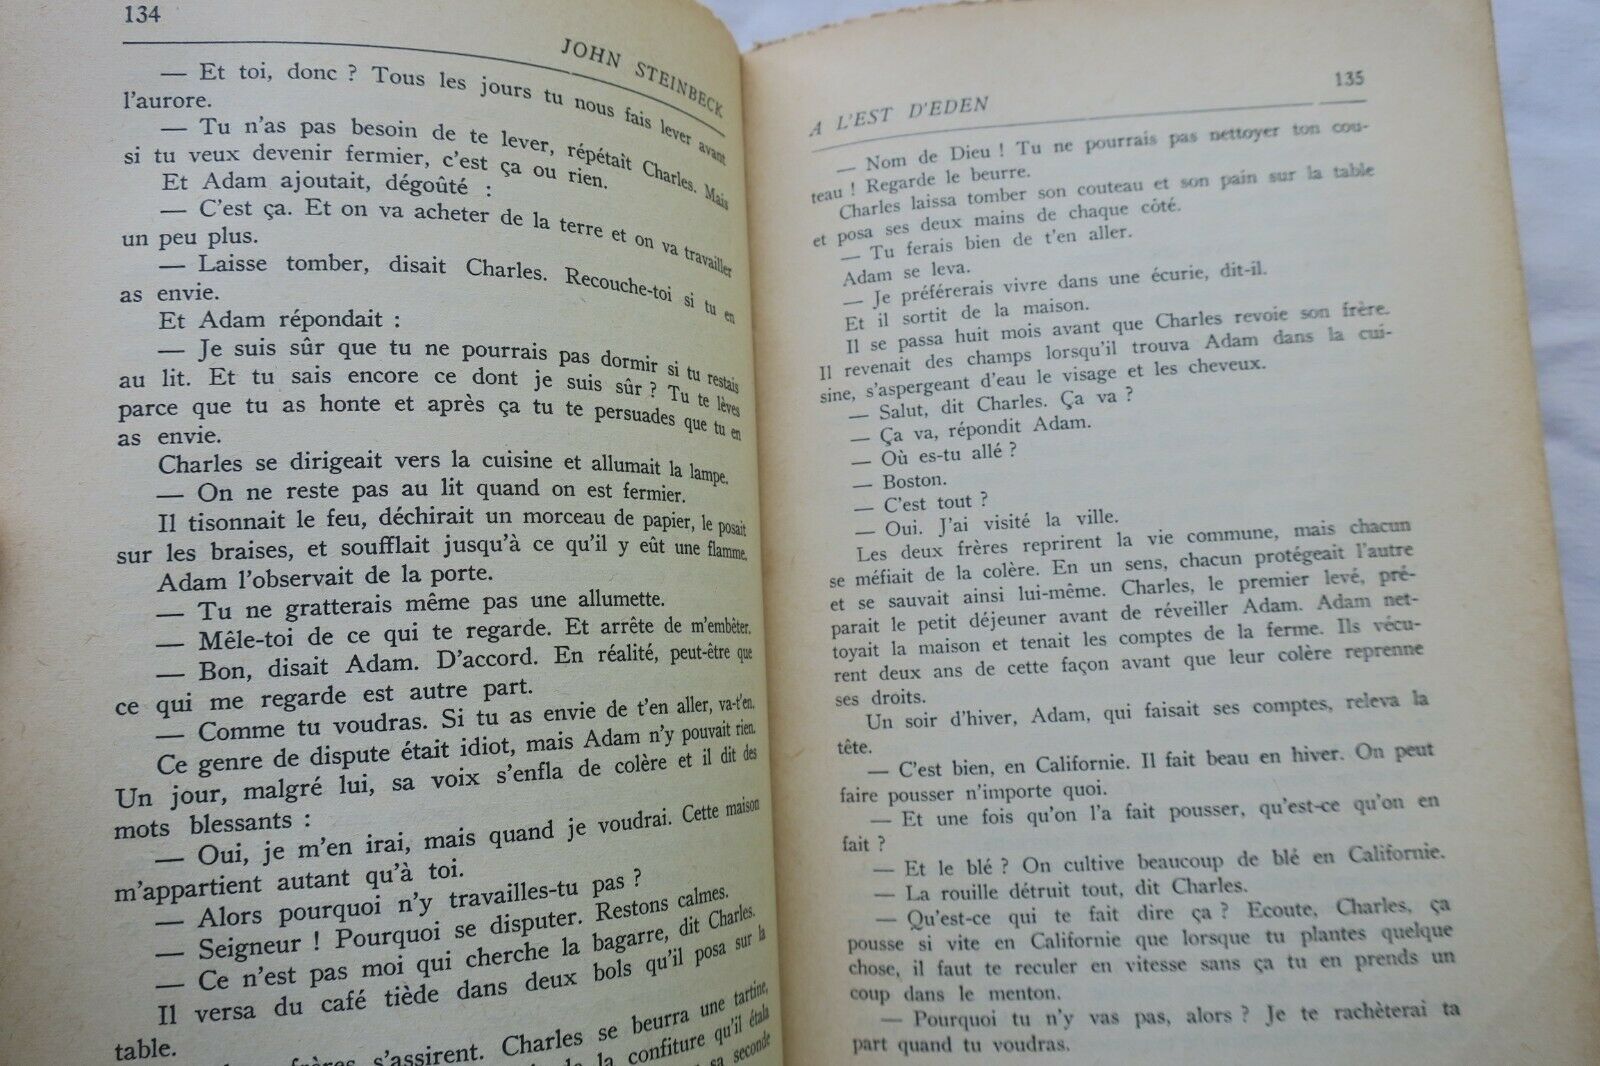 134
JOHN STEINBECK
— Et toi, donc ? Tous les jours tu nous fais lever avant
l'aurore.
— Tu n'as pas besoin de te lever, répétait Charles. Mais
si tu veux devenir fermier, c'est ça ou rien.
Et Adam ajoutait, dégoûté :
— C'est ça. Et on va acheter de la terre et on va travailler
un peu plus.
— Laisse tomber, disait Charles. Recouche-toi si tu en
as envie.
Et Adam répondait :
— Je suis sûr que tu ne pourrais pas dormir si tu restais
au lit. Et tu sais encore ce dont je suis sûr ? Tu te lèves
parce que tu as honte et après ça tu te persuades que tu en
as envie.
Charles se dirigeait vers la cuisine et allumait la lampe.
— On ne reste pas au lit quand on est fermier.
Il tisonnait le feu, déchirait un morceau de papier, le posait
sur les braises, et soufflait jusqu'à ce qu'il y eût une flamme.
Adam l'observait de la porte.
— Tu ne gratterais même pas une allumette.
— Mêle-toi de ce qui te regarde. Et arrête de m'embêter.
— Bon, disait Adam. D'accord. En réalité, peut-être que
ce qui me regarde est autre part.
— Comme tu voudras. Si tu as envie de t'en aller, va-t'en.
Ce genre de dispute était idiot, mais Adam n'y pouvait rien.
Un jour, malgré lui, sa voix s'enfla de colère et il dit des
mots blessants :
— Oui, je m'en irai, mais quand je voudrai. Cette maison
m'appartient autant qu'à toi.
— Alors pourquoi n'y travailles-tu pas ?
— Seigneur ! Pourquoi se disputer. Restons calmes.
— Ce n'est pas moi qui cherche la bagarre, dit Charles.
Il versa du café tiède dans deux bols qu'il posa sur la
table.
frères s'assirent. Charles se beurra une tartine,
de la confiture qu'il étala
sa seconde
135
A L'EST D'EDEN
— Nom de Dieu ! Tu ne pourrais pas nettoyer ton cou-
teau ! Regarde le beurre.
Charles laissa tomber son couteau et son pain sur la table
et posa ses deux mains de chaque côté.
— Tu ferais bien de t'en aller.
Adam se leva.
— Je préférerais vivre dans une écurie, dit-il.
Et il sortit de la maison.
Il se passa huit mois avant que Charles revoie son frère.
Il revenait des champs lorsqu'il trouva Adam dans la cui-
sine, s'aspergeant d'eau le visage et les cheveux.
— Salut, dit Charles. Ça va ?
— Ça va, répondit Adam.
— Où es-tu allé ?
— Boston.
— C'est tout ?
— Oui. J'ai visité la ville.
Les deux frères reprirent la vie commune, mais chacun
se méfiait de la colère. En un sens, chacun protégeait l'autre
et se sauvait ainsi lui-même. Charles, le premier levé, pré-
parait le petit déjeuner avant de réveiller Adam. Adam net-
toyait la maison et tenait les comptes de la ferme. Ils vécu-
rent deux ans de cette façon avant que leur colère reprenne
ses droits.
Un soir d'hiver, Adam, qui faisait ses comptes, releva la
tête.
— C'est bien, en Californie. Il fait beau en hiver. On peut
faire pousser n'importe quoi.
— Et une fois qu'on l'a fait pousser, qu'est-ce qu'on en
fait ?
— Et le blé ? On cultive beaucoup de blé en Californie.
— La rouille détruit tout, dit Charles.
— Qu'est-ce qui te fait dire ça ? Ecoute, Charles, ça
pousse si vite en Californie que lorsque tu plantes quelque
chose, il faut te reculer en vitesse sans ça tu en prends un
coup dans le menton.
— Pourquoi tu n'y vas pas, alors ? Je te rachèterai ta
part quand tu voudras.